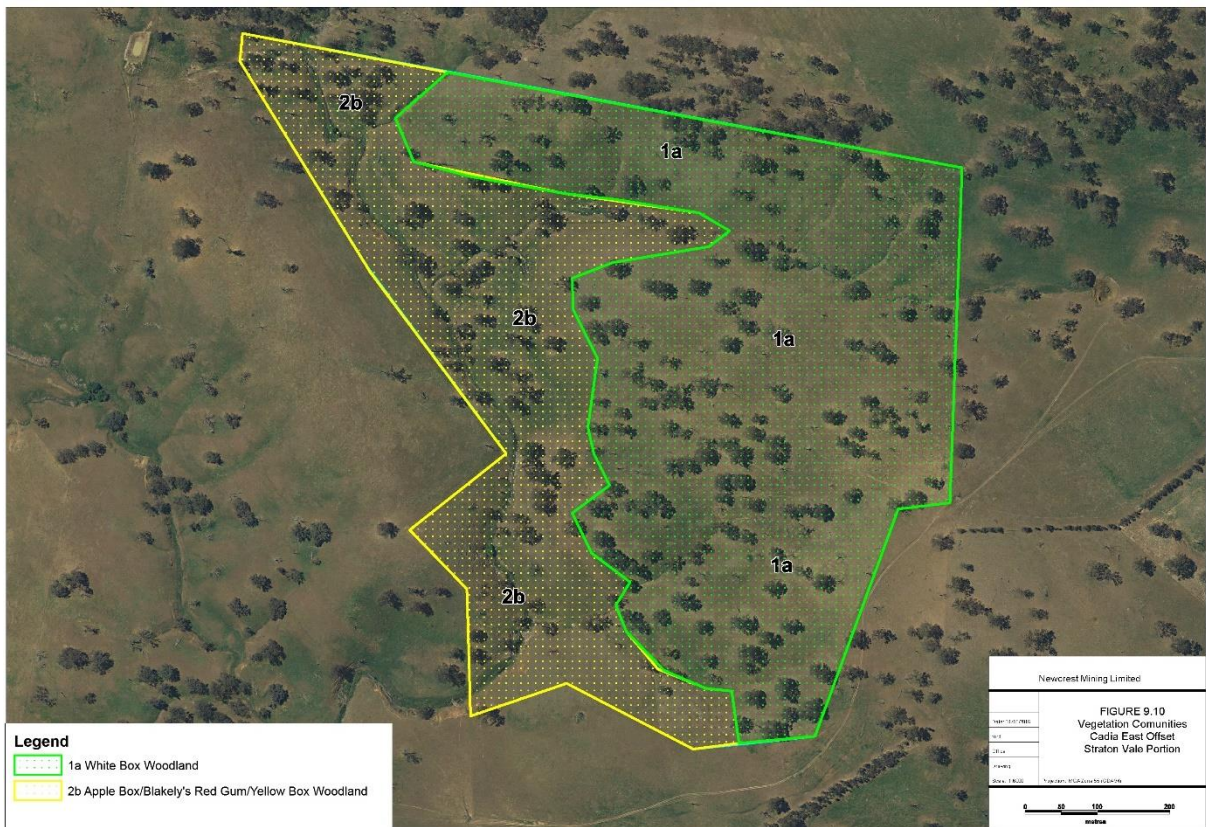 2b
1a
2b
1a
1a
2b
Legend
1a White Box Woodland
2b Apple Box/Blakely's Red Gum/Yellow Box Woodland
Newcrest Mining Limited
FIGURE 9.10
Vegetation Comunities
Cadia East Offset
Straton Vale Portion
0 50 100 200
metres